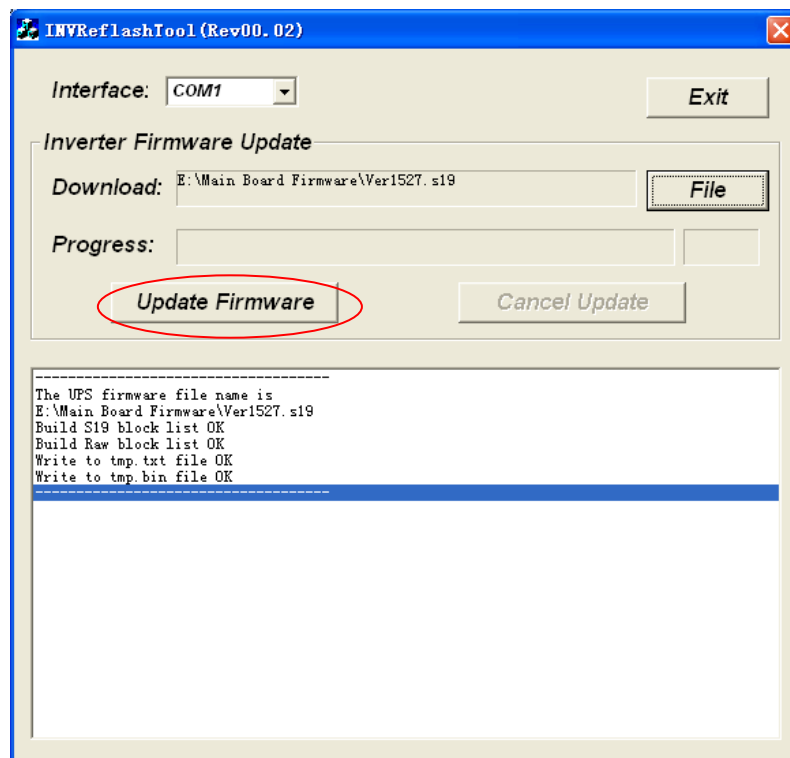 INVReflashTool(Rev00.02)
Interface: COM1
Exit
Inverter Firmware Update
Download: E:\Main Board Firmware\Ver1527.s19 File
Progress:
Update Firmware Cancel Update
------------------------------------
The UPS firmware file name is
E:\Main Board Firmware\Ver1527.s19
Build S19 block list OK
Build Raw block list OK
Write to tmp.txt file OK
Write to tmp.bin file OK
------------------------------------